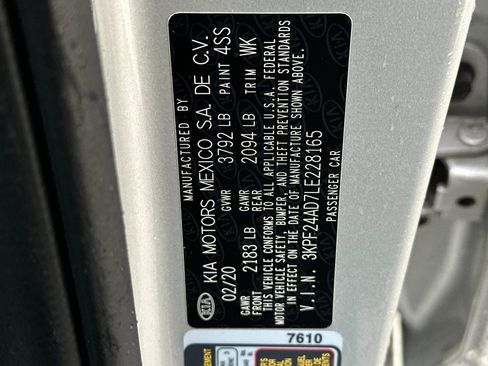 MANUFACTURED BY
KIA MOTORS MEXICO S.A. DE C.V.
02/20 GVWR 3792 LB PAINT 4SS
GAWR FRONT 2183 LB GAWR REAR 2094 LB TRIM WK
THIS VEHICLE CONFORMS TO ALL APPLICABLE U.S.A. FEDERAL
MOTOR VEHICLE SAFETY, BUMPER, AND THEFT PREVENTION STANDARDS
IN EFFECT ON THE DATE OF MANUFACTURE SHOWN ABOVE.
V.I.N. 3KPF24AD7LE228165
PASSENGER CAR
KIA
7610